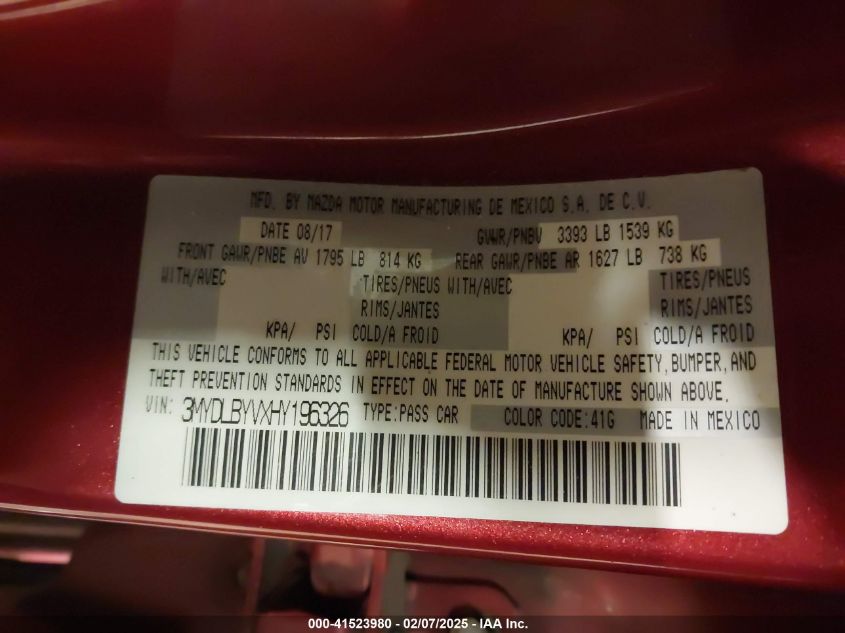 MFD. BY MAZDA MOTOR MANUFACTURING DE MEXICO S.A. DE C.V.
DATE 08/17 GVWR/PNBV 3393 LB 1539 KG
FRONT GAWR/PNBE AV 1795 LB 814 KG REAR GAWR/PNBE AR 1627 LB 738 KG
WITH/AVEC TIRES/PNEUS WITH/AVEC TIRES/PNEUS
RIMS/JANTES RIMS/JANTES
KPA/ PSI COLD/A FROID KPA/ PSI COLD/A FROID
THIS VEHICLE CONFORMS TO ALL APPLICABLE FEDERAL MOTOR VEHICLE SAFETY, BUMPER, AND
THEFT PREVENTION STANDARDS IN EFFECT ON THE DATE OF MANUFACTURE SHOWN ABOVE.
VIN: 3MYDLBYVXHY196326 TYPE:PASS CAR COLOR CODE:41G MADE IN MEXICO
000-41523980 - 02/07/2025 - IAA Inc.